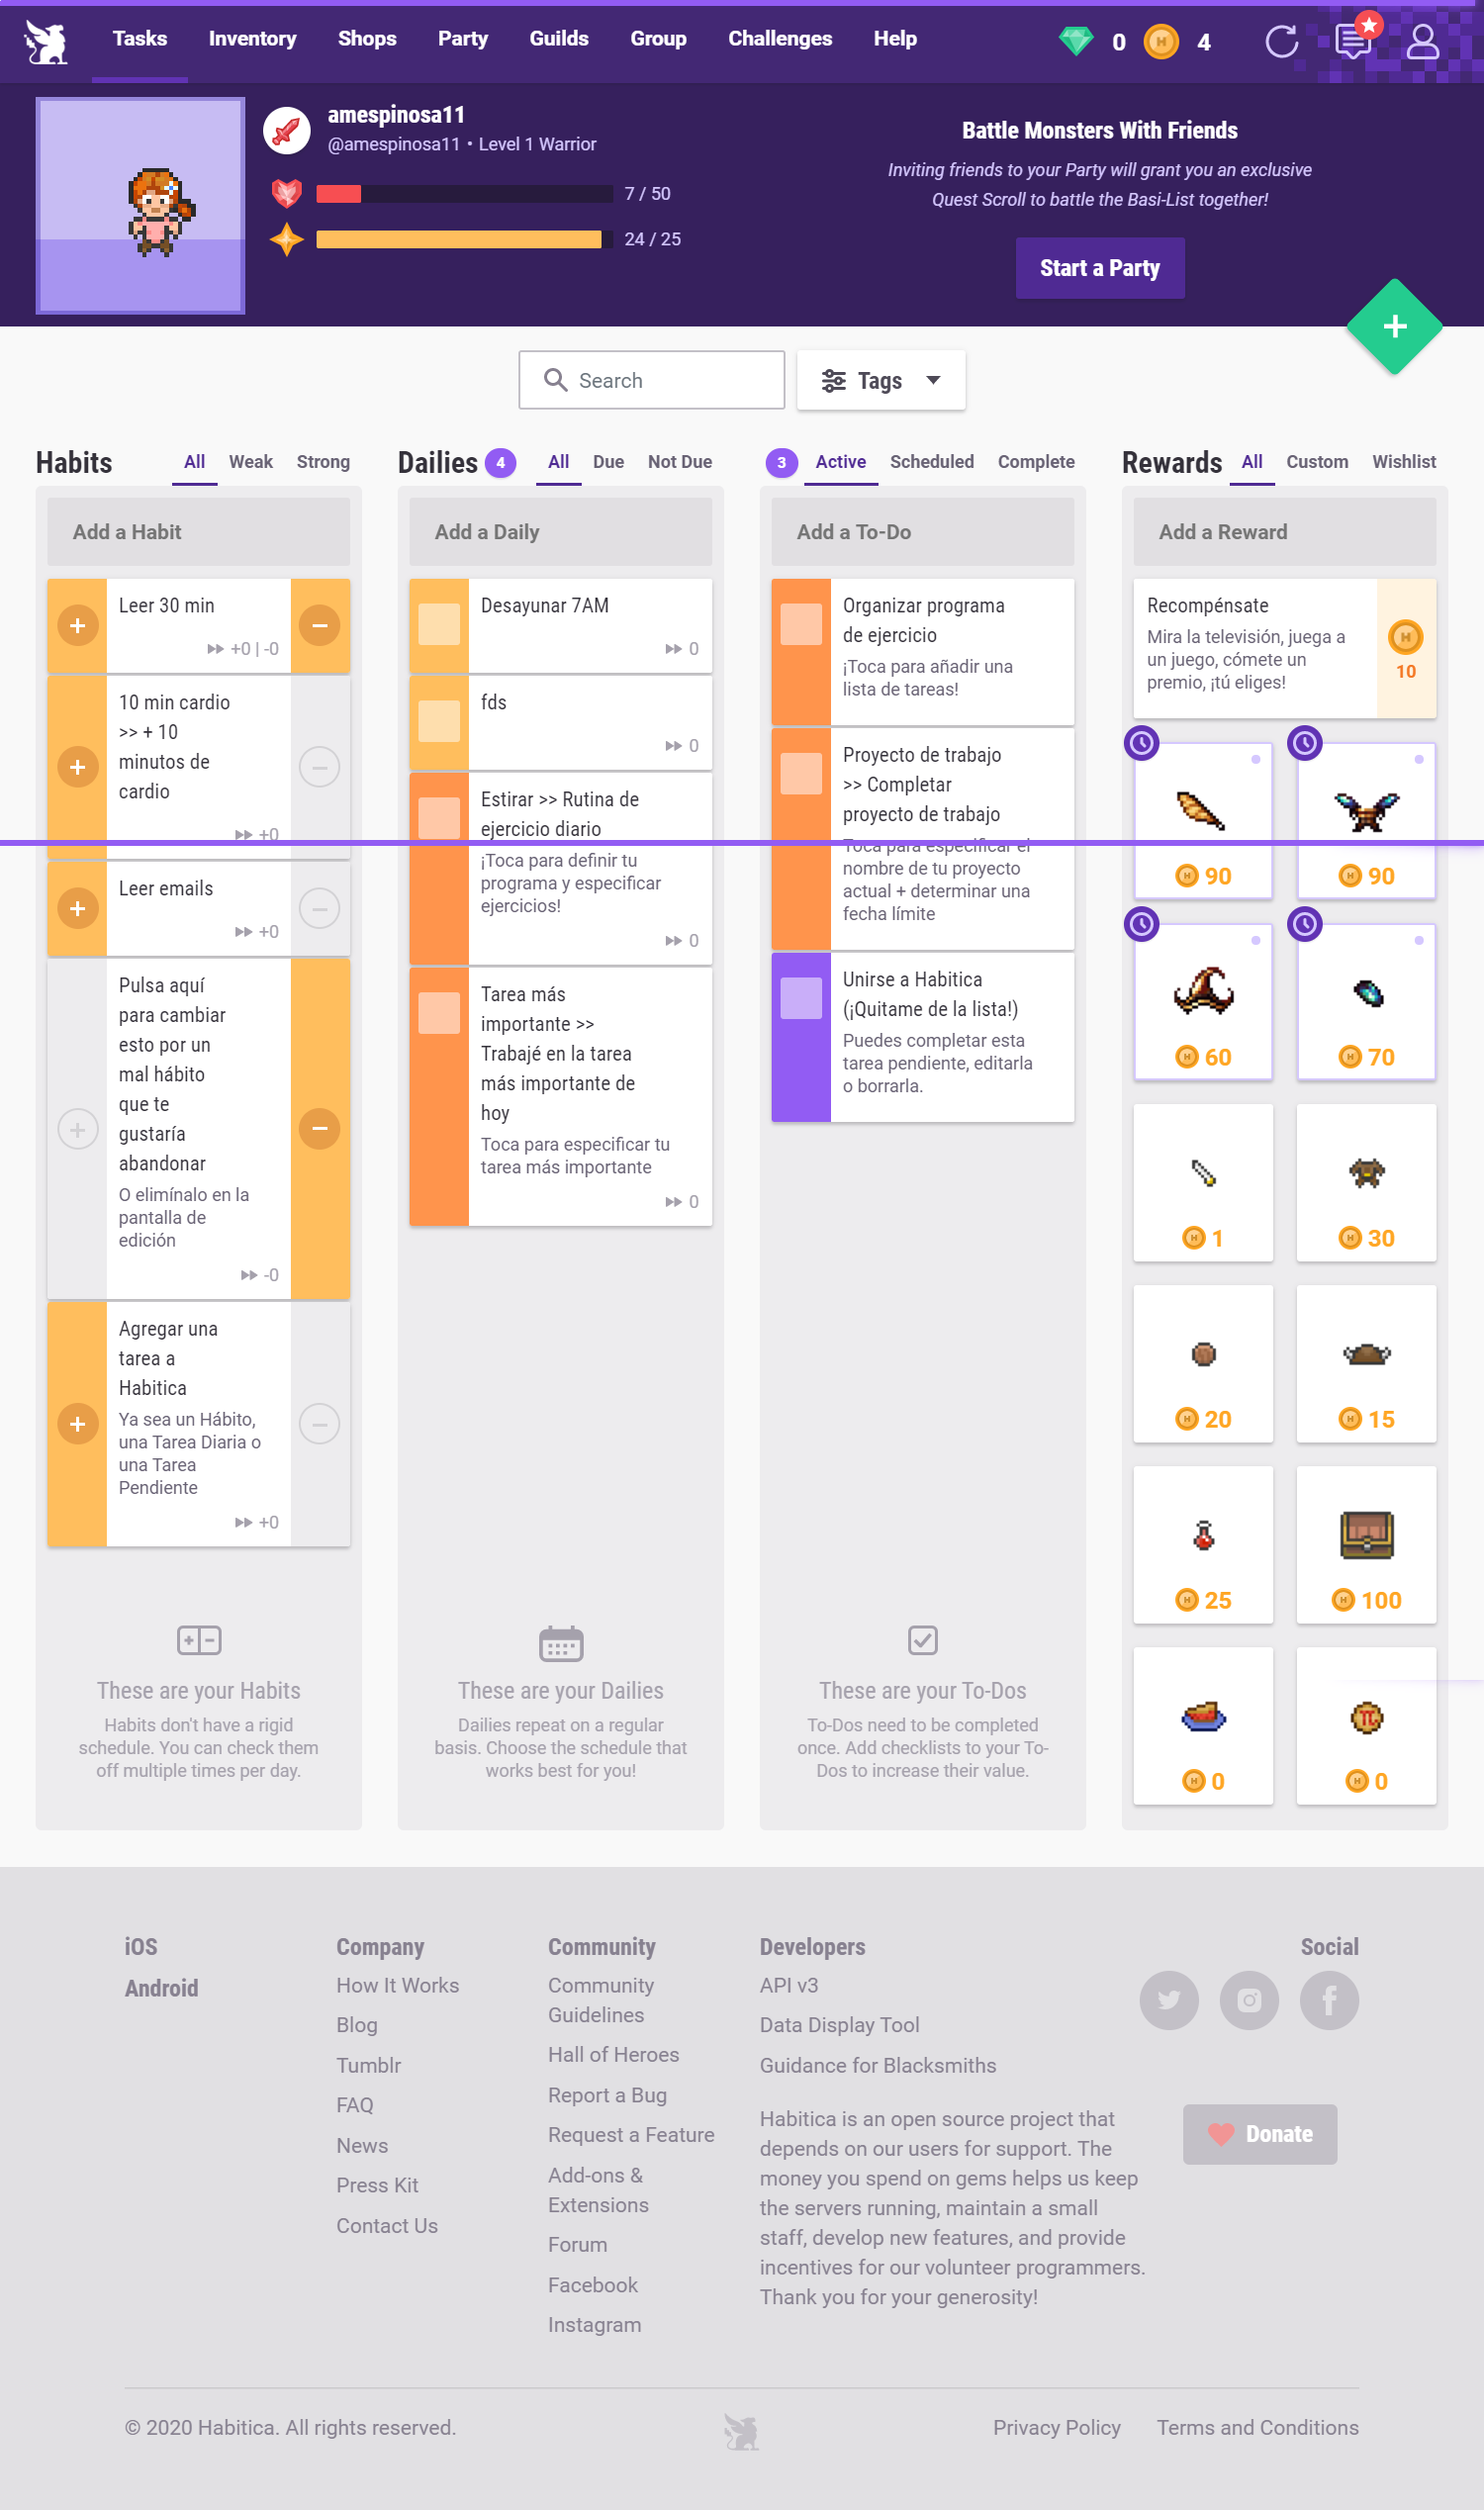 Tasks Inventory Shops Party Guilds Group Challenges Help 0 4
amespinosa11
@amespinosa11 • Level 1 Warrior
7 / 50
24 / 25
Battle Monsters With Friends
Inviting friends to your Party will grant you an exclusive
Quest Scroll to battle the Basi-List together!
Start a Party
Search
Tags
Habits All Weak Strong
Add a Habit
Leer 30 min
+0 | -0
10 min cardio
>> + 10
minutos de
cardio
+0
Leer emails
+0
Pulsa aquí
para cambiar
esto por un
mal hábito
que te
gustaría
abandonar
O elimínalo en la
pantalla de
edición
-0
Agregar una
tarea a
Habitica
Ya sea un Hábito,
una Tarea Diaria o
una Tarea
Pendiente
+0
These are your Habits
Habits don't have a rigid
schedule. You can check them
off multiple times per day.
Dailies 4 All Due Not Due
Add a Daily
Desayunar 7AM
0
fds
0
Estirar >> Rutina de
ejercicio diario
¡Toca para definir tu
programa y especificar
ejercicios!
0
Tarea más
importante >>
Trabajé en la tarea
más importante de
hoy
Toca para especificar tu
tarea más importante
0
These are your Dailies
Dailies repeat on a regular
basis. Choose the schedule that
works best for you!
3 Active Scheduled Complete
Add a To-Do
Organizar programa
de ejercicio
¡Toca para añadir una
lista de tareas!
Proyecto de trabajo
>> Completar
proyecto de trabajo
Toca para especificar el
nombre de tu proyecto
actual + determinar una
fecha límite
Unirse a Habitica
(¡Quitame de la lista!)
Puedes completar esta
tarea pendiente, editarla
o borrarla.
These are your To-Dos
To-Dos need to be completed
once. Add checklists to your To-
Dos to increase their value.
Rewards All Custom Wishlist
Add a Reward
Recompénsate
Mira la televisión, juega a
un juego, cómete un
premio, ¡tú eliges!
10
90 90
60 70
1 30
20 15
25 100
0 0
iOS
Android
Company
How It Works
Blog
Tumblr
FAQ
News
Press Kit
Contact Us
Community
Community
Guidelines
Hall of Heroes
Report a Bug
Request a Feature
Add-ons &
Extensions
Forum
Facebook
Instagram
Developers
API v3
Data Display Tool
Guidance for Blacksmiths
Habitica is an open source project that
depends on our users for support. The
money you spend on gems helps us keep
the servers running, maintain a small
staff, develop new features, and provide
incentives for our volunteer programmers.
Thank you for your generosity!
Social
Donate
© 2020 Habitica. All rights reserved.
Privacy Policy Terms and Conditions